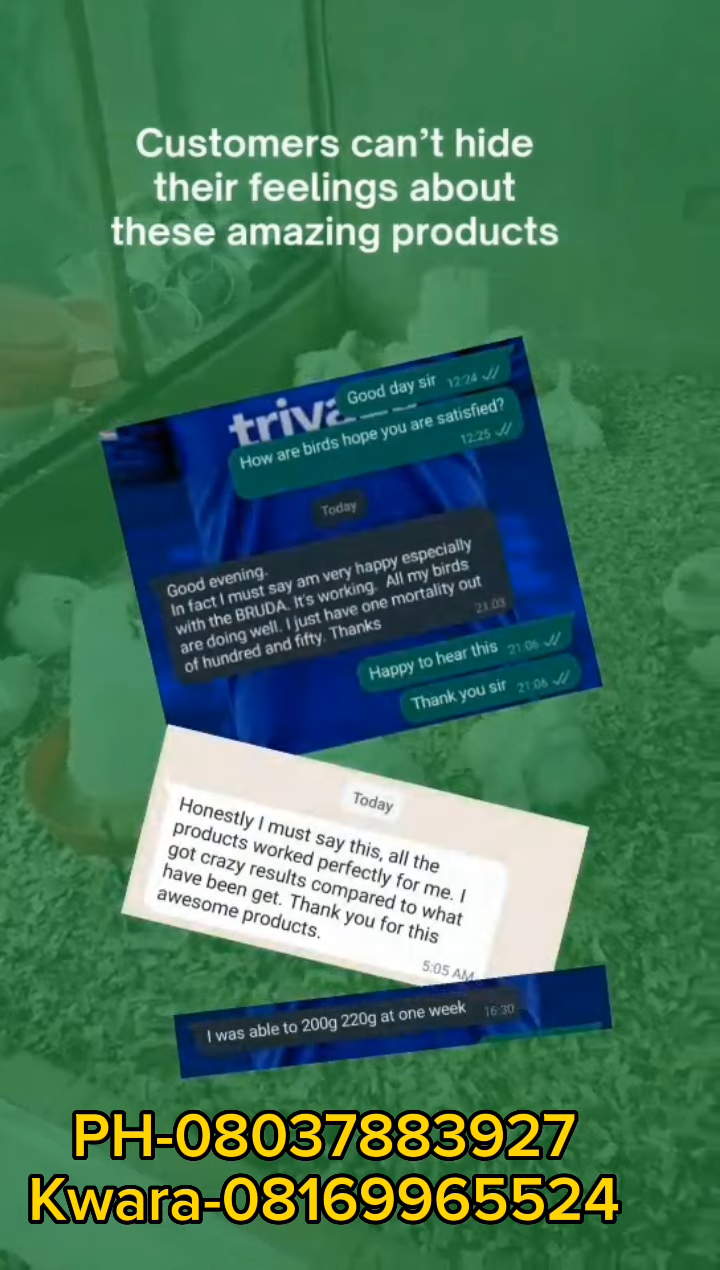 Customers can't hide
their feelings about
these amazing products
Good day sir 12:24
How are birds hope you are satisfied?
12:25
Today
Good evening.
In fact I must say am very happy especially
with the BRUDA. It's working. All my birds
are doing well. I just have one mortality out
of hundred and fifty. Thanks
21:03
Happy to hear this 21:06
Thank you sir 21:06
Today
Honestly I must say this, all the
products worked perfectly for me. I
got crazy results compared to what
have been get. Thank you for this
awesome products.
5:05 AM
I was able to 200g 220g at one week 16:30
PH-08037883927
Kwara-08169965524